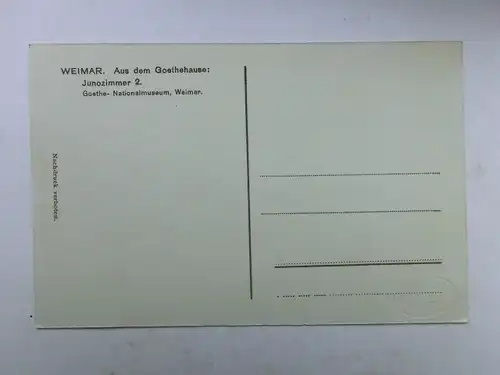 WEIMAR. Aus dem Goethehause:
Junozimmer 2.
Goethe- Nationalmuseum, Weimar.
Nachdruck verboten.